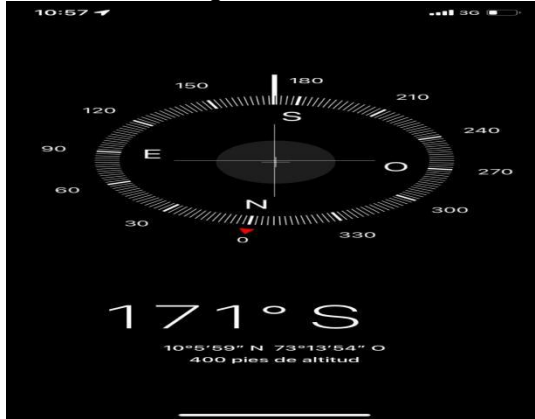 10:57 3G
150 180 210
120 S 240
90 E O 270
60 N 300
30 0 330
171° S
10°5'59" N 73°13'54" O
400 pies de altitud